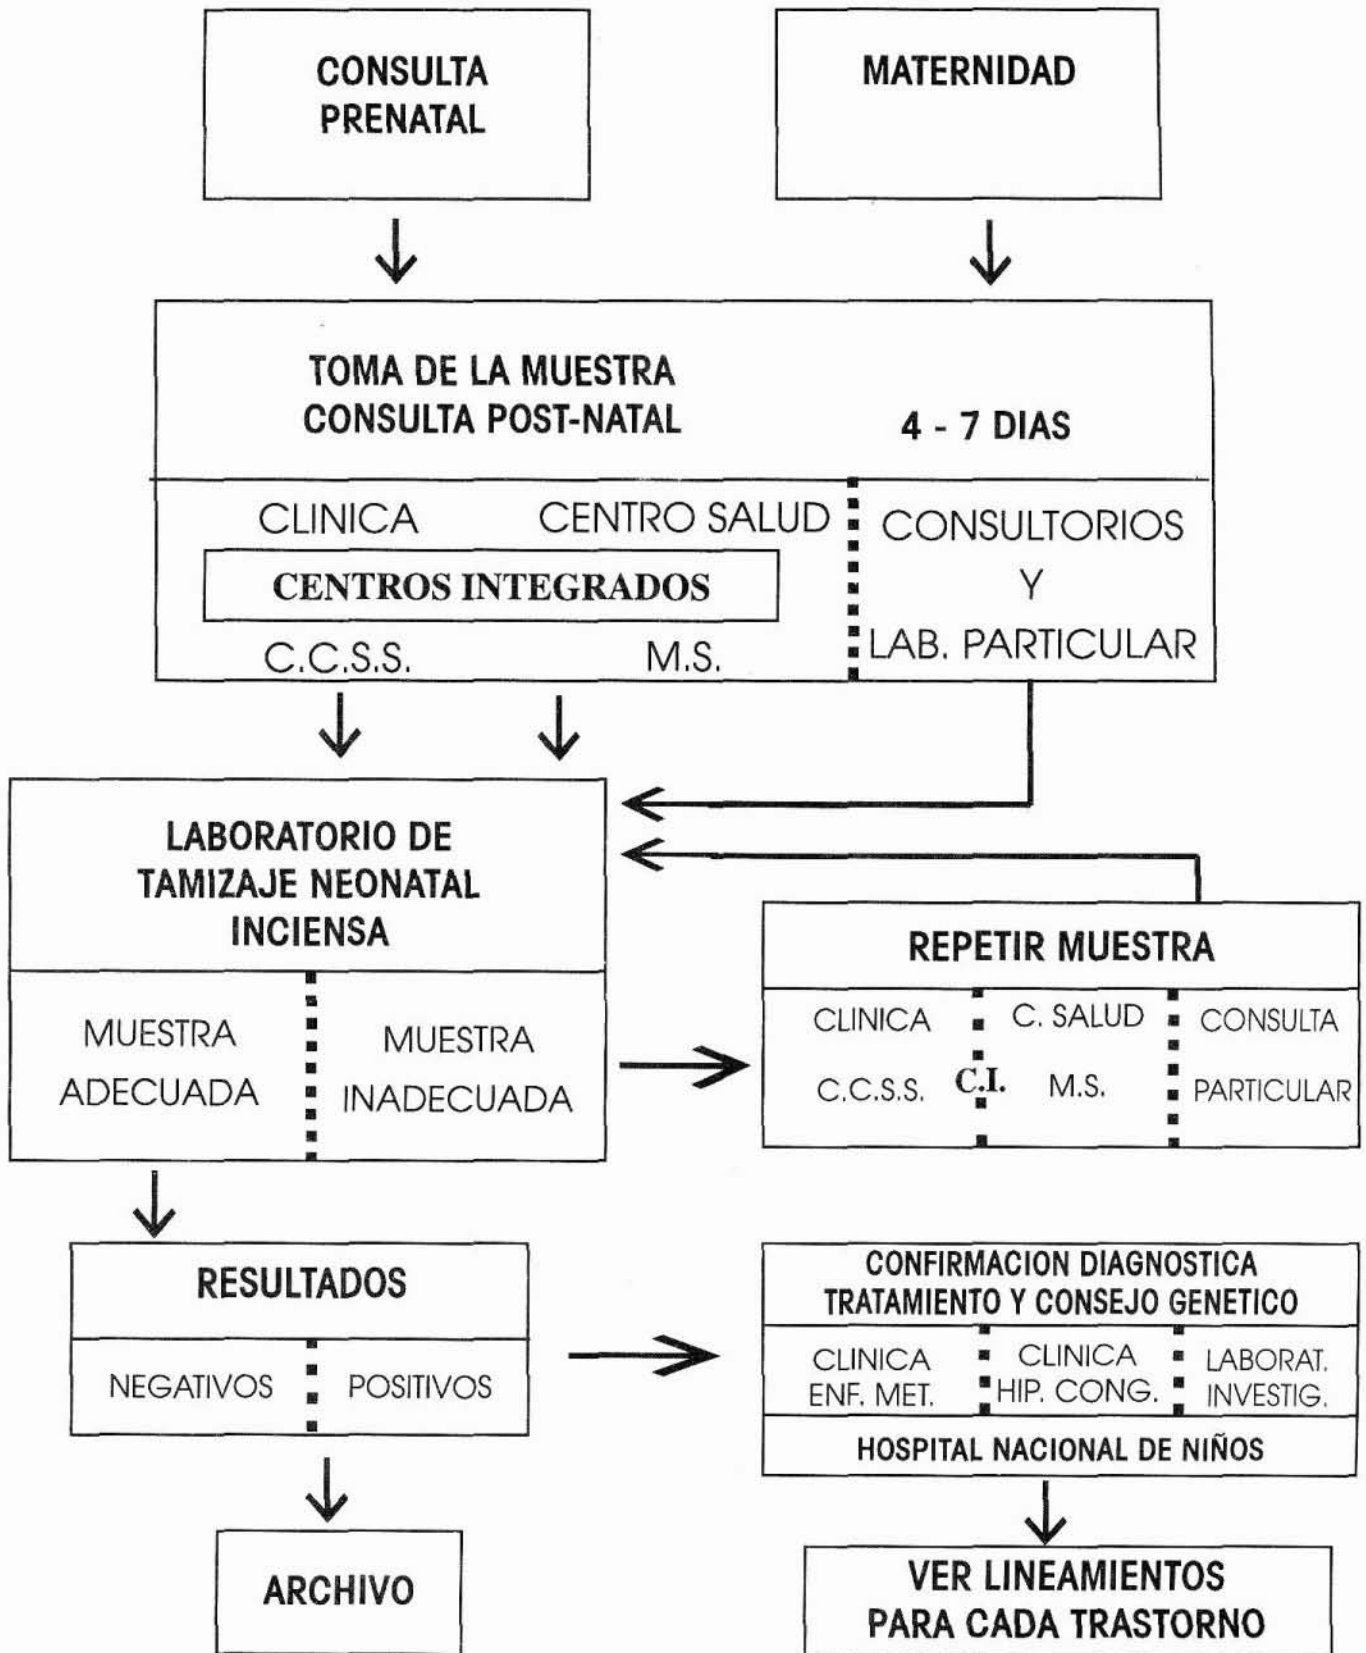 CONSULTA
PRENATAL
MATERNIDAD
TOMA DE LA MUESTRA
CONSULTA POST-NATAL
4 - 7 DIAS
CLINICA
CENTRO SALUD
CENTROS INTEGRADOS
C.C.S.S.
M.S.
CONSULTORIOS
Y
LAB. PARTICULAR
LABORATORIO DE
TAMIZAJE NEONATAL
INCIENSA
MUESTRA
ADECUADA
MUESTRA
INADECUADA
REPETIR MUESTRA
CLINICA
C.C.S.S.
C.I.
C. SALUD
M.S.
CONSULTA
PARTICULAR
RESULTADOS
NEGATIVOS
POSITIVOS
CONFIRMACION DIAGNOSTICA
TRATAMIENTO Y CONSEJO GENETICO
CLINICA
ENF. MET.
CLINICA
HIP. CONG.
LABORAT.
INVESTIG.
HOSPITAL NACIONAL DE NIÑOS
ARCHIVO
VER LINEAMIENTOS
PARA CADA TRASTORNO